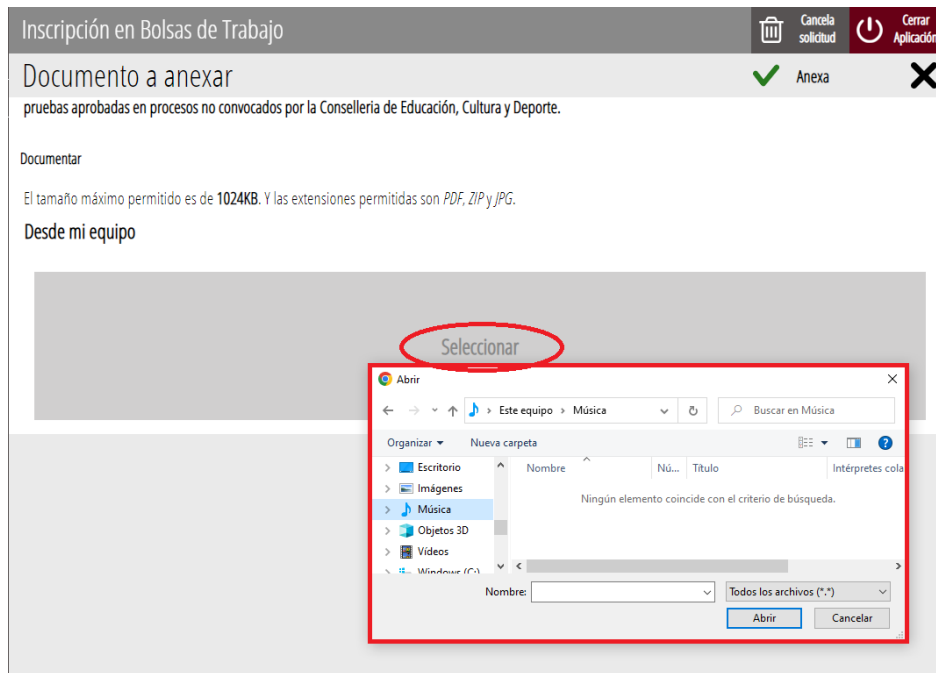 Inscripción en Bolsas de Trabajo
Cancela
solicitud
Cerrar
Aplicación
Documento a anexar
Anexa
pruebas aprobadas en procesos no convocados por la Conselleria de Educación, Cultura y Deporte.
Documentar
El tamaño máximo permitido es de 1024KB. Y las extensiones permitidas son PDF, ZIP y JPG.
Desde mi equipo
Seleccionar
Abrir
Este equipo > Música
Buscar en Música
Organizar
Nueva carpeta
Escritorio
Imágenes
Música
Objetos 3D
Vídeos
Windows (C:)
Nombre
Nú...
Título
Intérpretes cola
Ningún elemento coincide con el criterio de búsqueda.
Nombre:
Todos los archivos (*.*)
Abrir
Cancelar